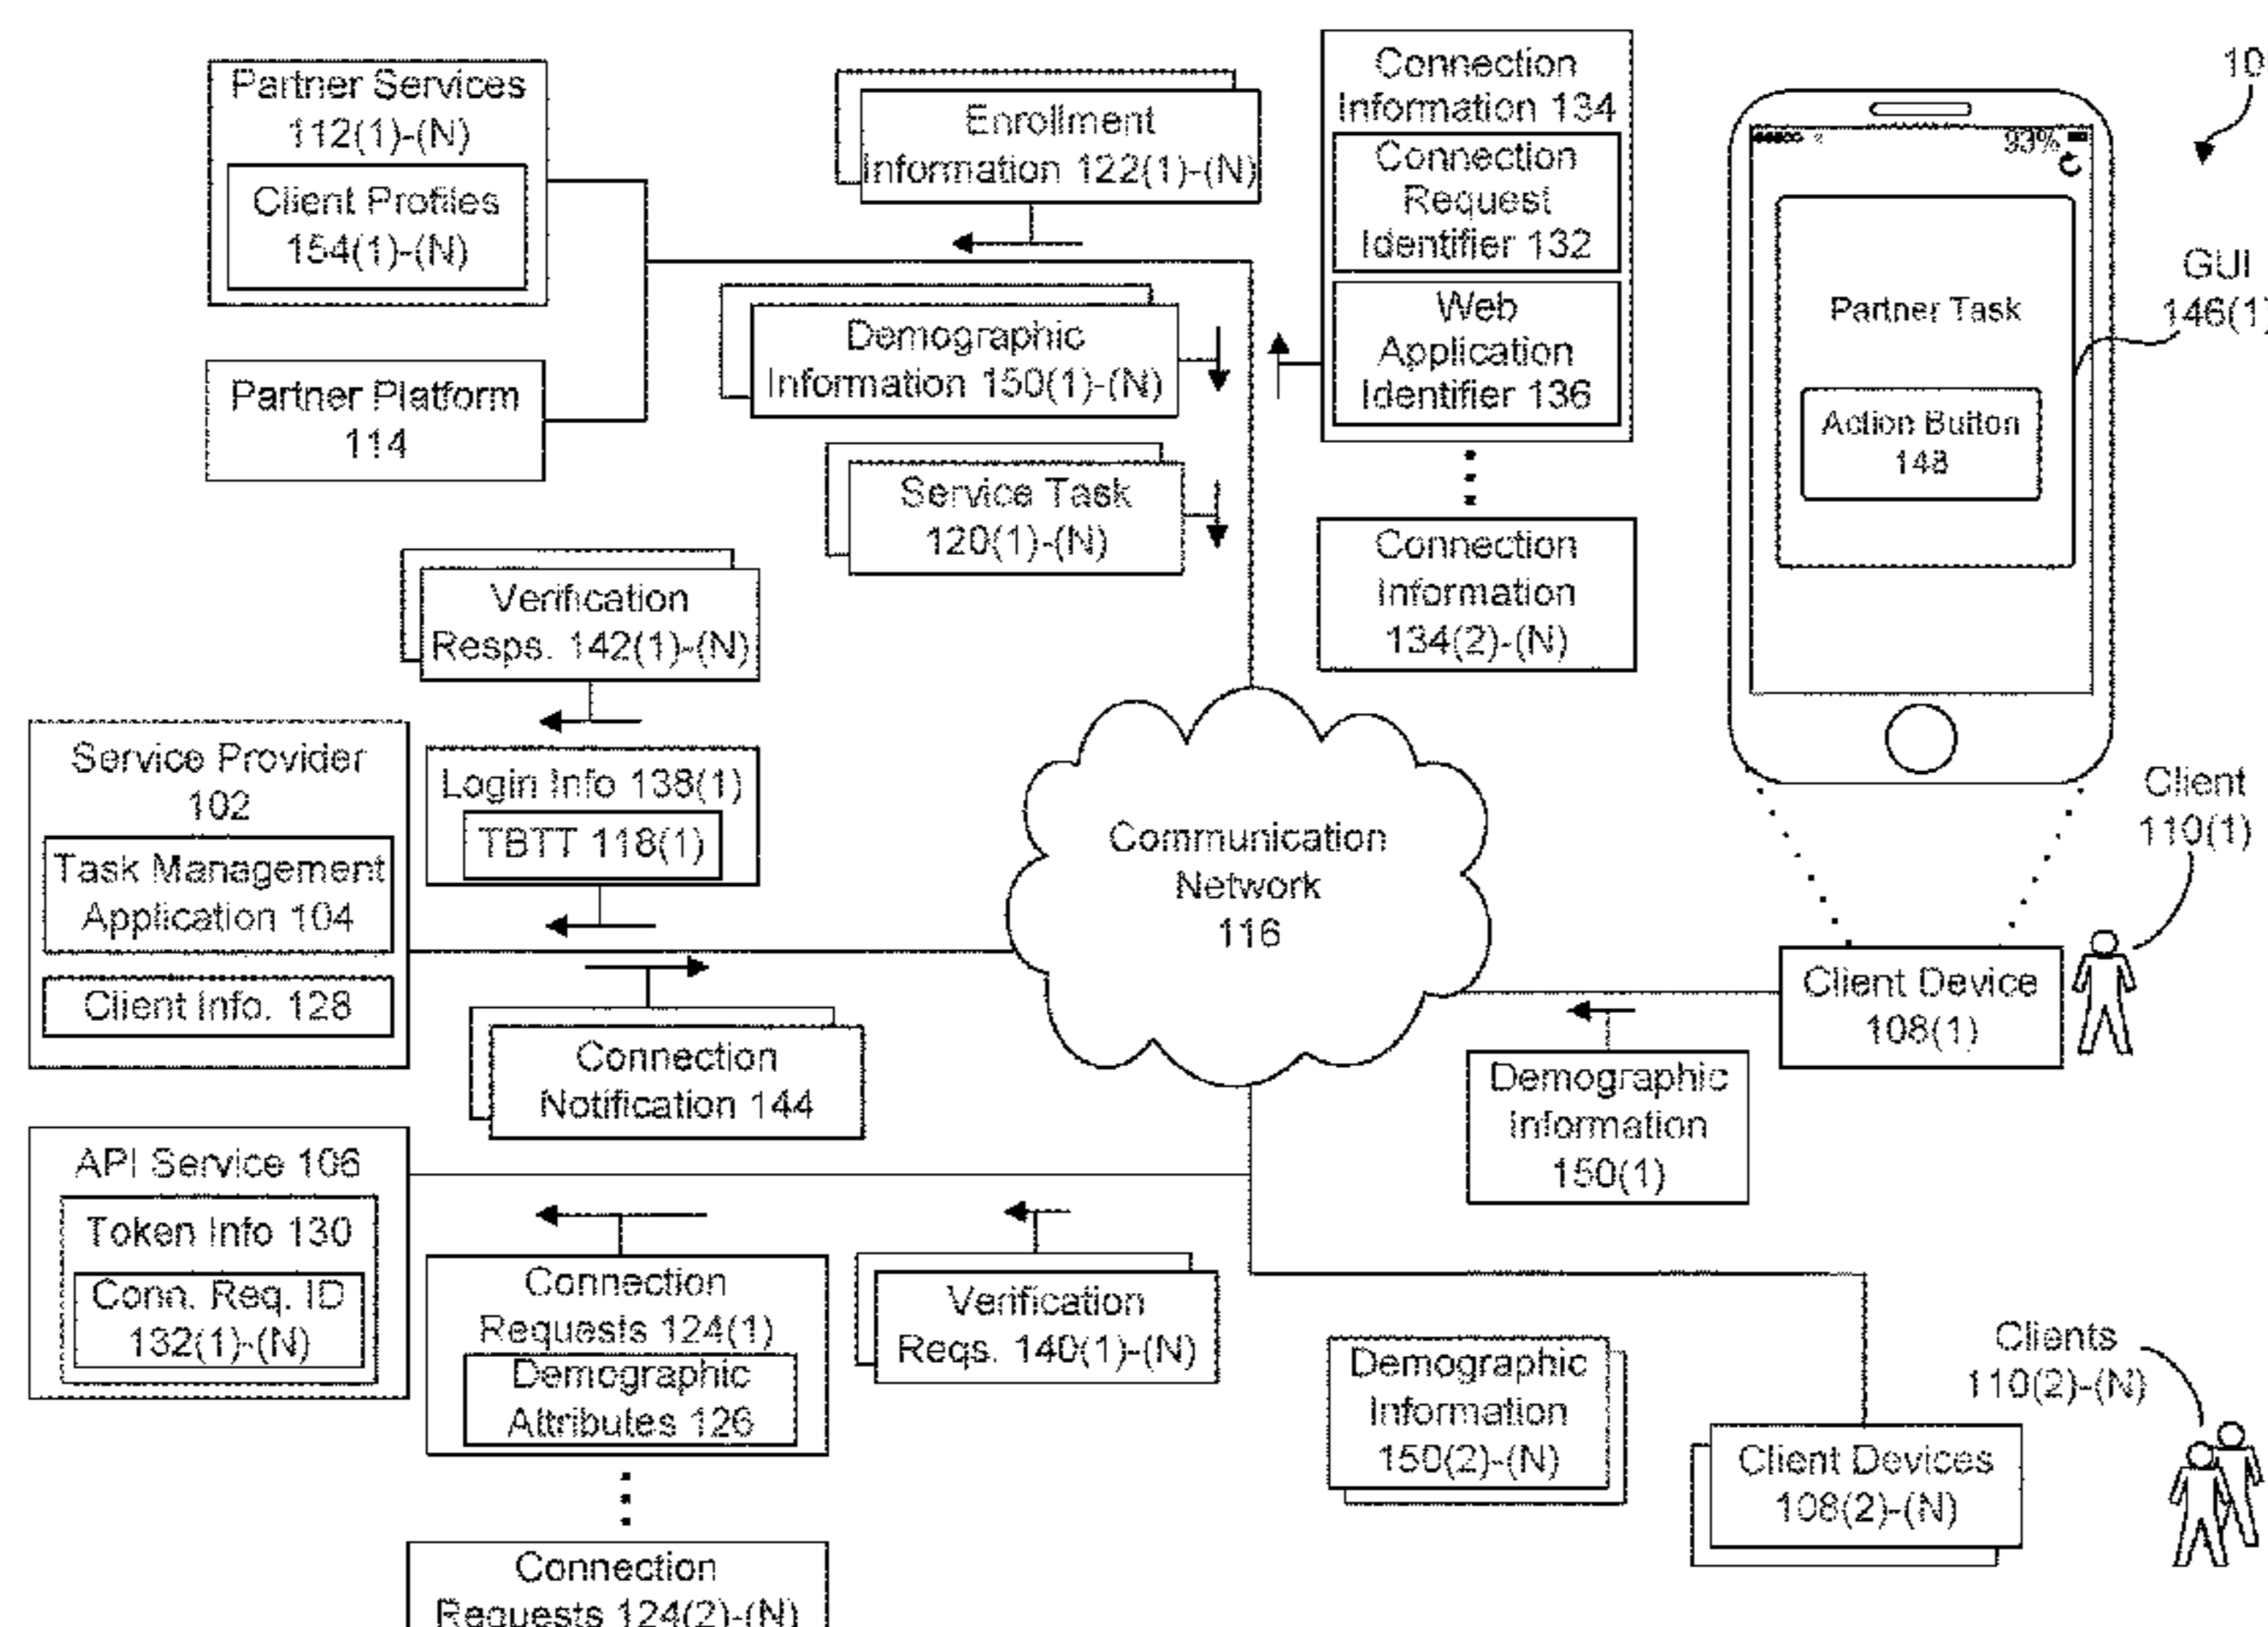 Partner Services
112(1)-(N)
Client Profiles
154(1)-(N)
Partner Platform
114
Enrollment
Information 122(1)-(N)
Demographic
Information 150(1)-(N)
Service Task
120(1)-(N)
Connection
Information 134
Connection
Request
Identifier 132
Web
Application
Identifier 136
Connection
Information
134(2)-(N)
10
93%
GUI
146(1)
Partner Task
Action Button
148
Verification
Resps. 142(1)-(N)
Service Provider
102
Task Management
Application 104
Client Info. 128
Login Info 138(1)
TBTT 118(1)
Communication
Network
116
Client
110(1)
Client Device
108(1)
Connection
Notification 144
Demographic
Information
150(1)
API Service 106
Token Info 130
Conn. Req. ID
132(1)-(N)
Connection
Requests 124(1)
Demographic
Attributes 126
Verification
Reqs. 140(1)-(N)
Demographic
Information
150(2)-(N)
Clients
110(2)-(N)
Client Devices
108(2)-(N)
Connection
Requests 124(2)-(N)